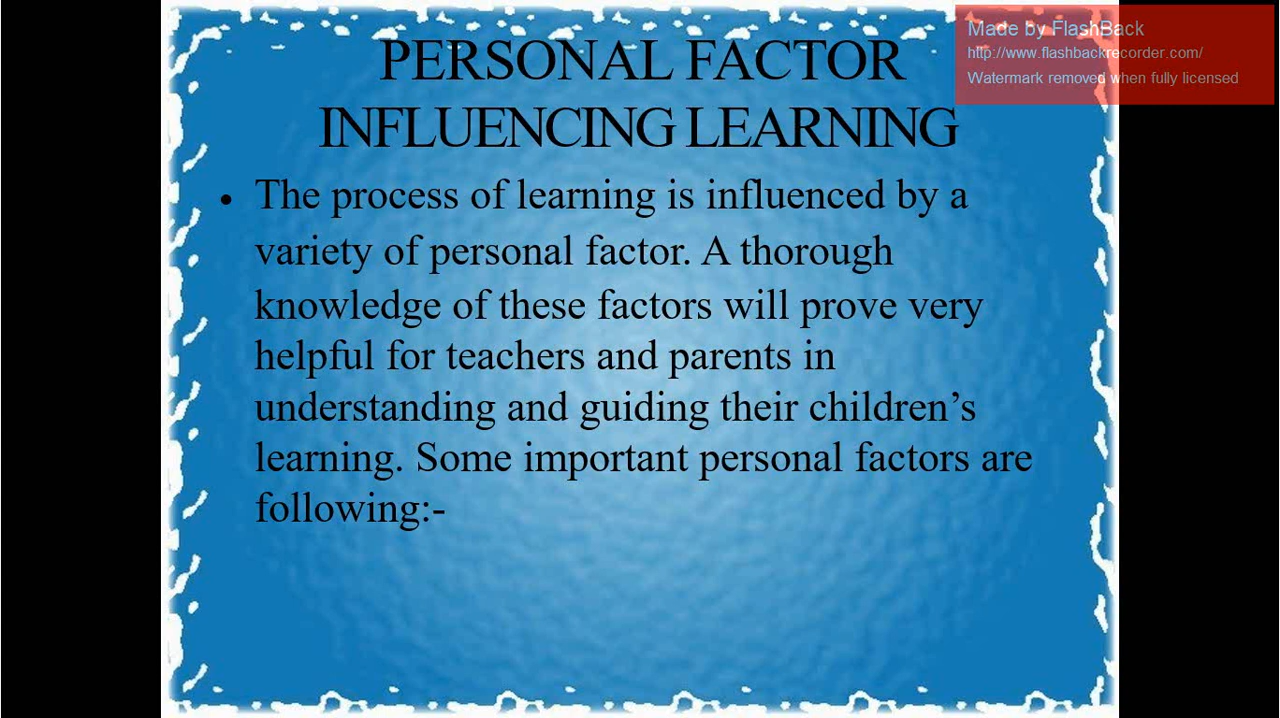 PERSONAL FACTOR
INFLUENCING LEARNING
Made by FlashBack
http://www.flashbackrecorder.com/
Watermark removed when fully licensed
• The process of learning is influenced by a
variety of personal factor. A thorough
knowledge of these factors will prove very
helpful for teachers and parents in
understanding and guiding their children’s
learning. Some important personal factors are
following:-